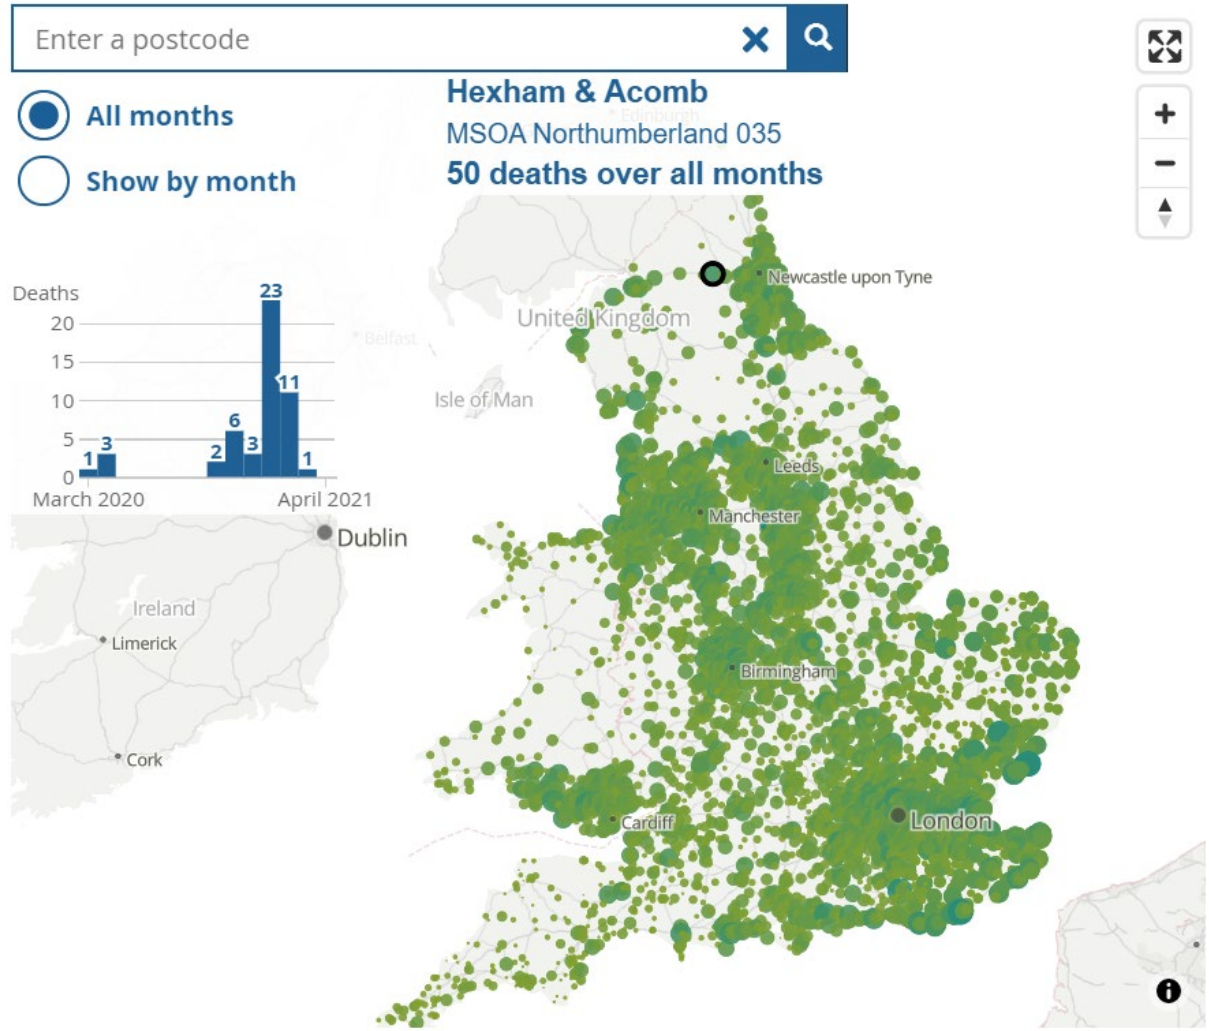 Enter a postcode
All months
Show by month
Hexham & Acomb
Edinburgh
MSOA Northumberland 035
50 deaths over all months
Newcastle upon Tyne
Deaths
23
20
United Kingdom
Belfast
15
11
10
Isle of Man
6
5
3
3
2
1
1
0
Leeds
March 2020
April 2021
Manchester
Dublin
Ireland
Limerick
Birmingham
Cork
London
Cardiff